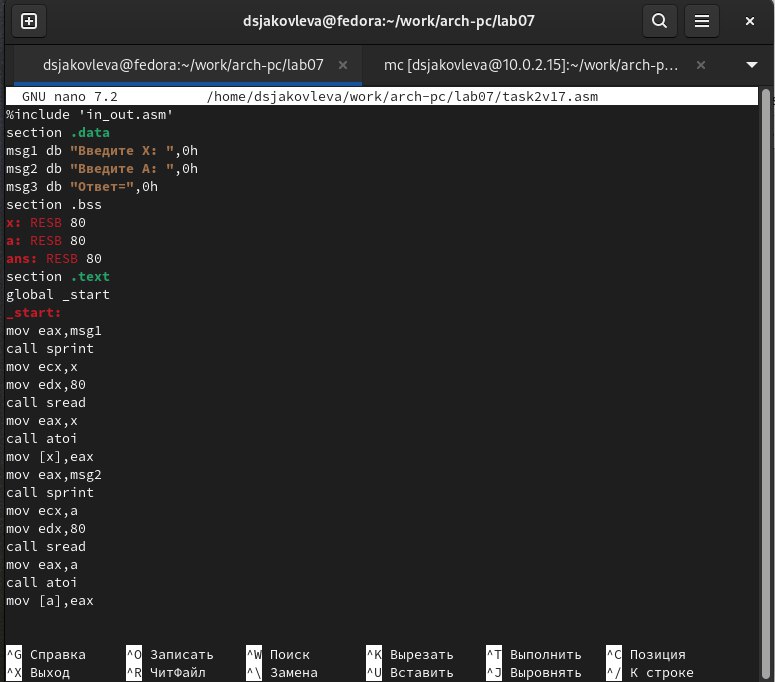 dsjakovleva@fedora:~/work/arch-pc/lab07
dsjakovleva@fedora:~/work/arch-pc/lab07 × mc [dsjakovleva@10.0.2.15]:~/work/arch-p… ×
GNU nano 7.2 /home/dsjakovleva/work/arch-pc/lab07/task2v17.asm
%include 'in_out.asm'
section .data
msg1 db "Введите X: ",0h
msg2 db "Введите A: ",0h
msg3 db "Ответ=",0h
section .bss
x: RESB 80
a: RESB 80
ans: RESB 80
section .text
global _start
_start:
mov eax,msg1
call sprint
mov ecx,x
mov edx,80
call sread
mov eax,x
call atoi
mov [x],eax
mov eax,msg2
call sprint
mov ecx,a
mov edx,80
call sread
mov eax,a
call atoi
mov [a],eax
^G Справка ^O Записать ^W Поиск ^K Вырезать ^T Выполнить ^C Позиция
^X Выход ^R ЧитФайл ^\ Замена ^U Вставить ^J Выровнять ^/ К строке